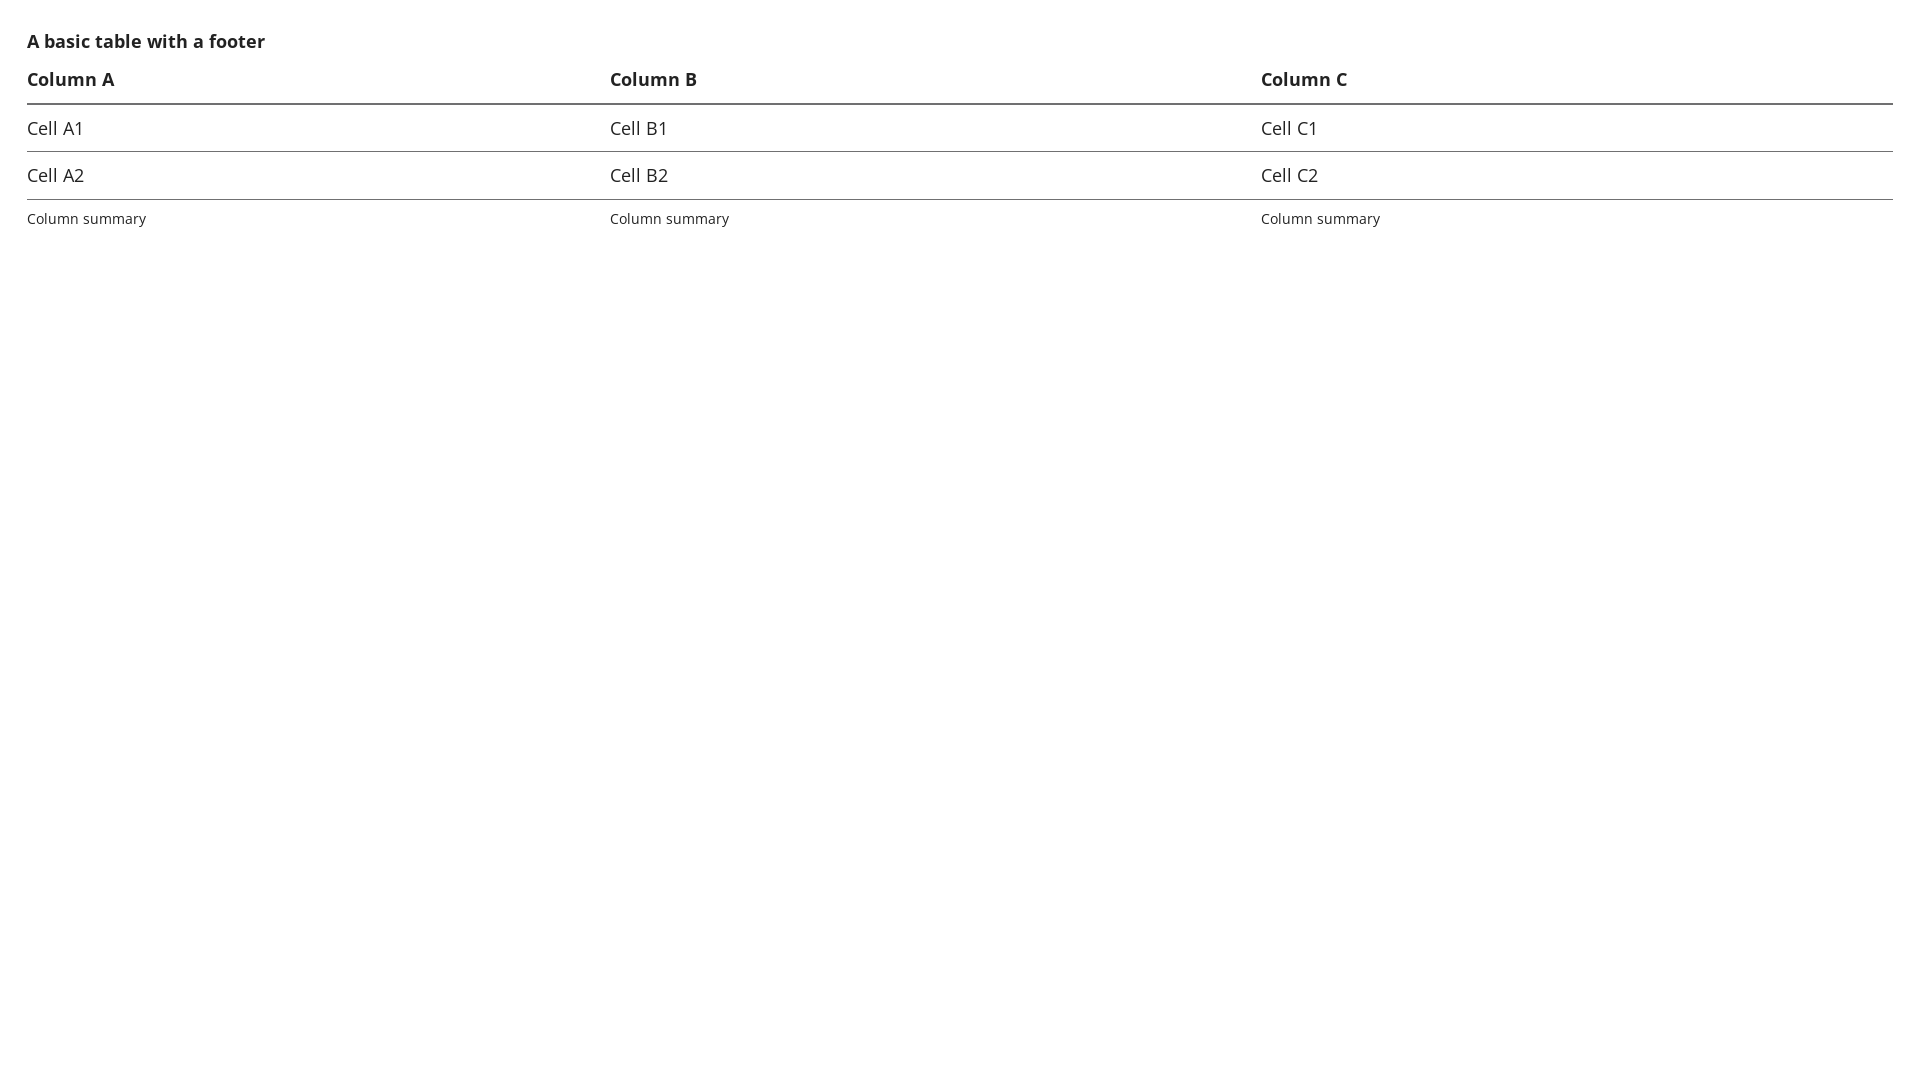 A basic table with a footer
Column A Column B Column C
Cell A1 Cell B1 Cell C1
Cell A2 Cell B2 Cell C2
Column summary Column summary Column summary